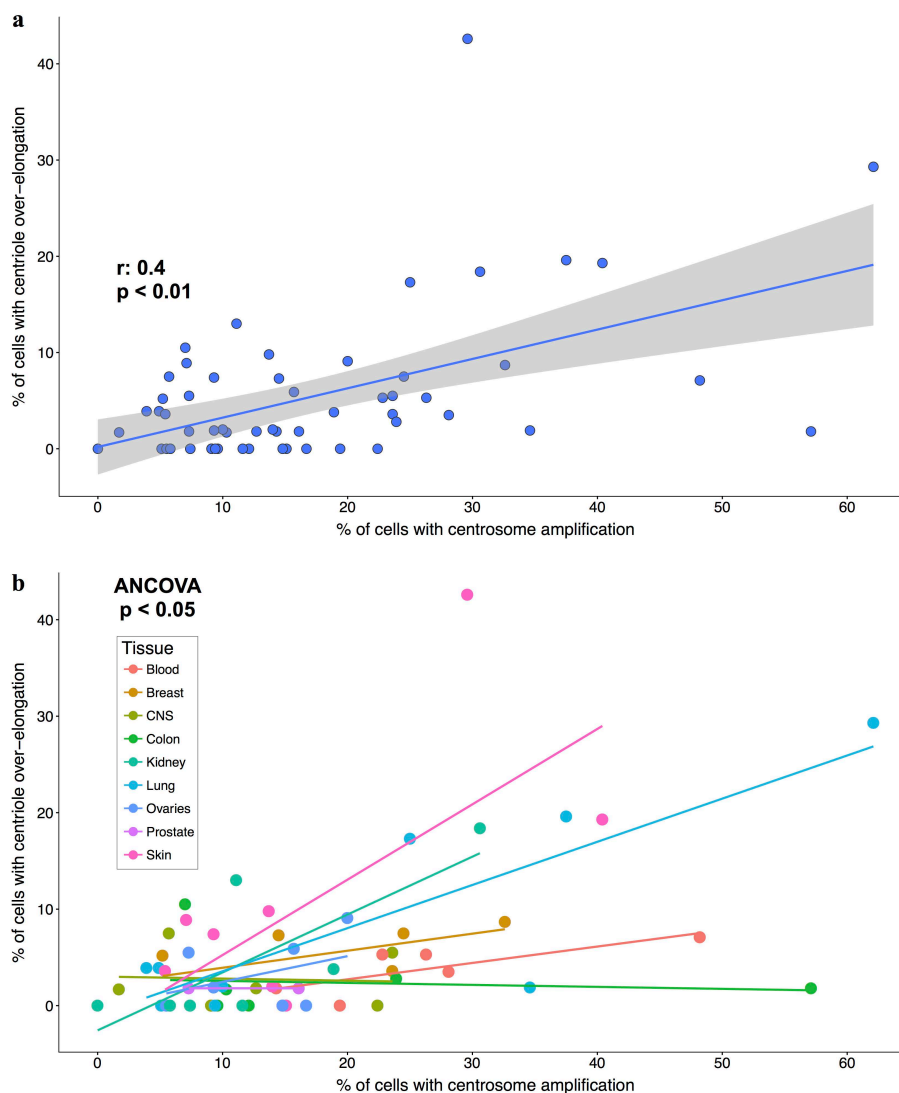 a
% of cells with centriole over−elongation
40
30
20
10
0
r: 0.4
p < 0.01
0 10 20 30 40 50 60
% of cells with centrosome amplification
b
% of cells with centriole over−elongation
40
30
20
10
0
ANCOVA
p < 0.05
Tissue
Blood
Breast
CNS
Colon
Kidney
Lung
Ovaries
Prostate
Skin
0 10 20 30 40 50 60
% of cells with centrosome amplification